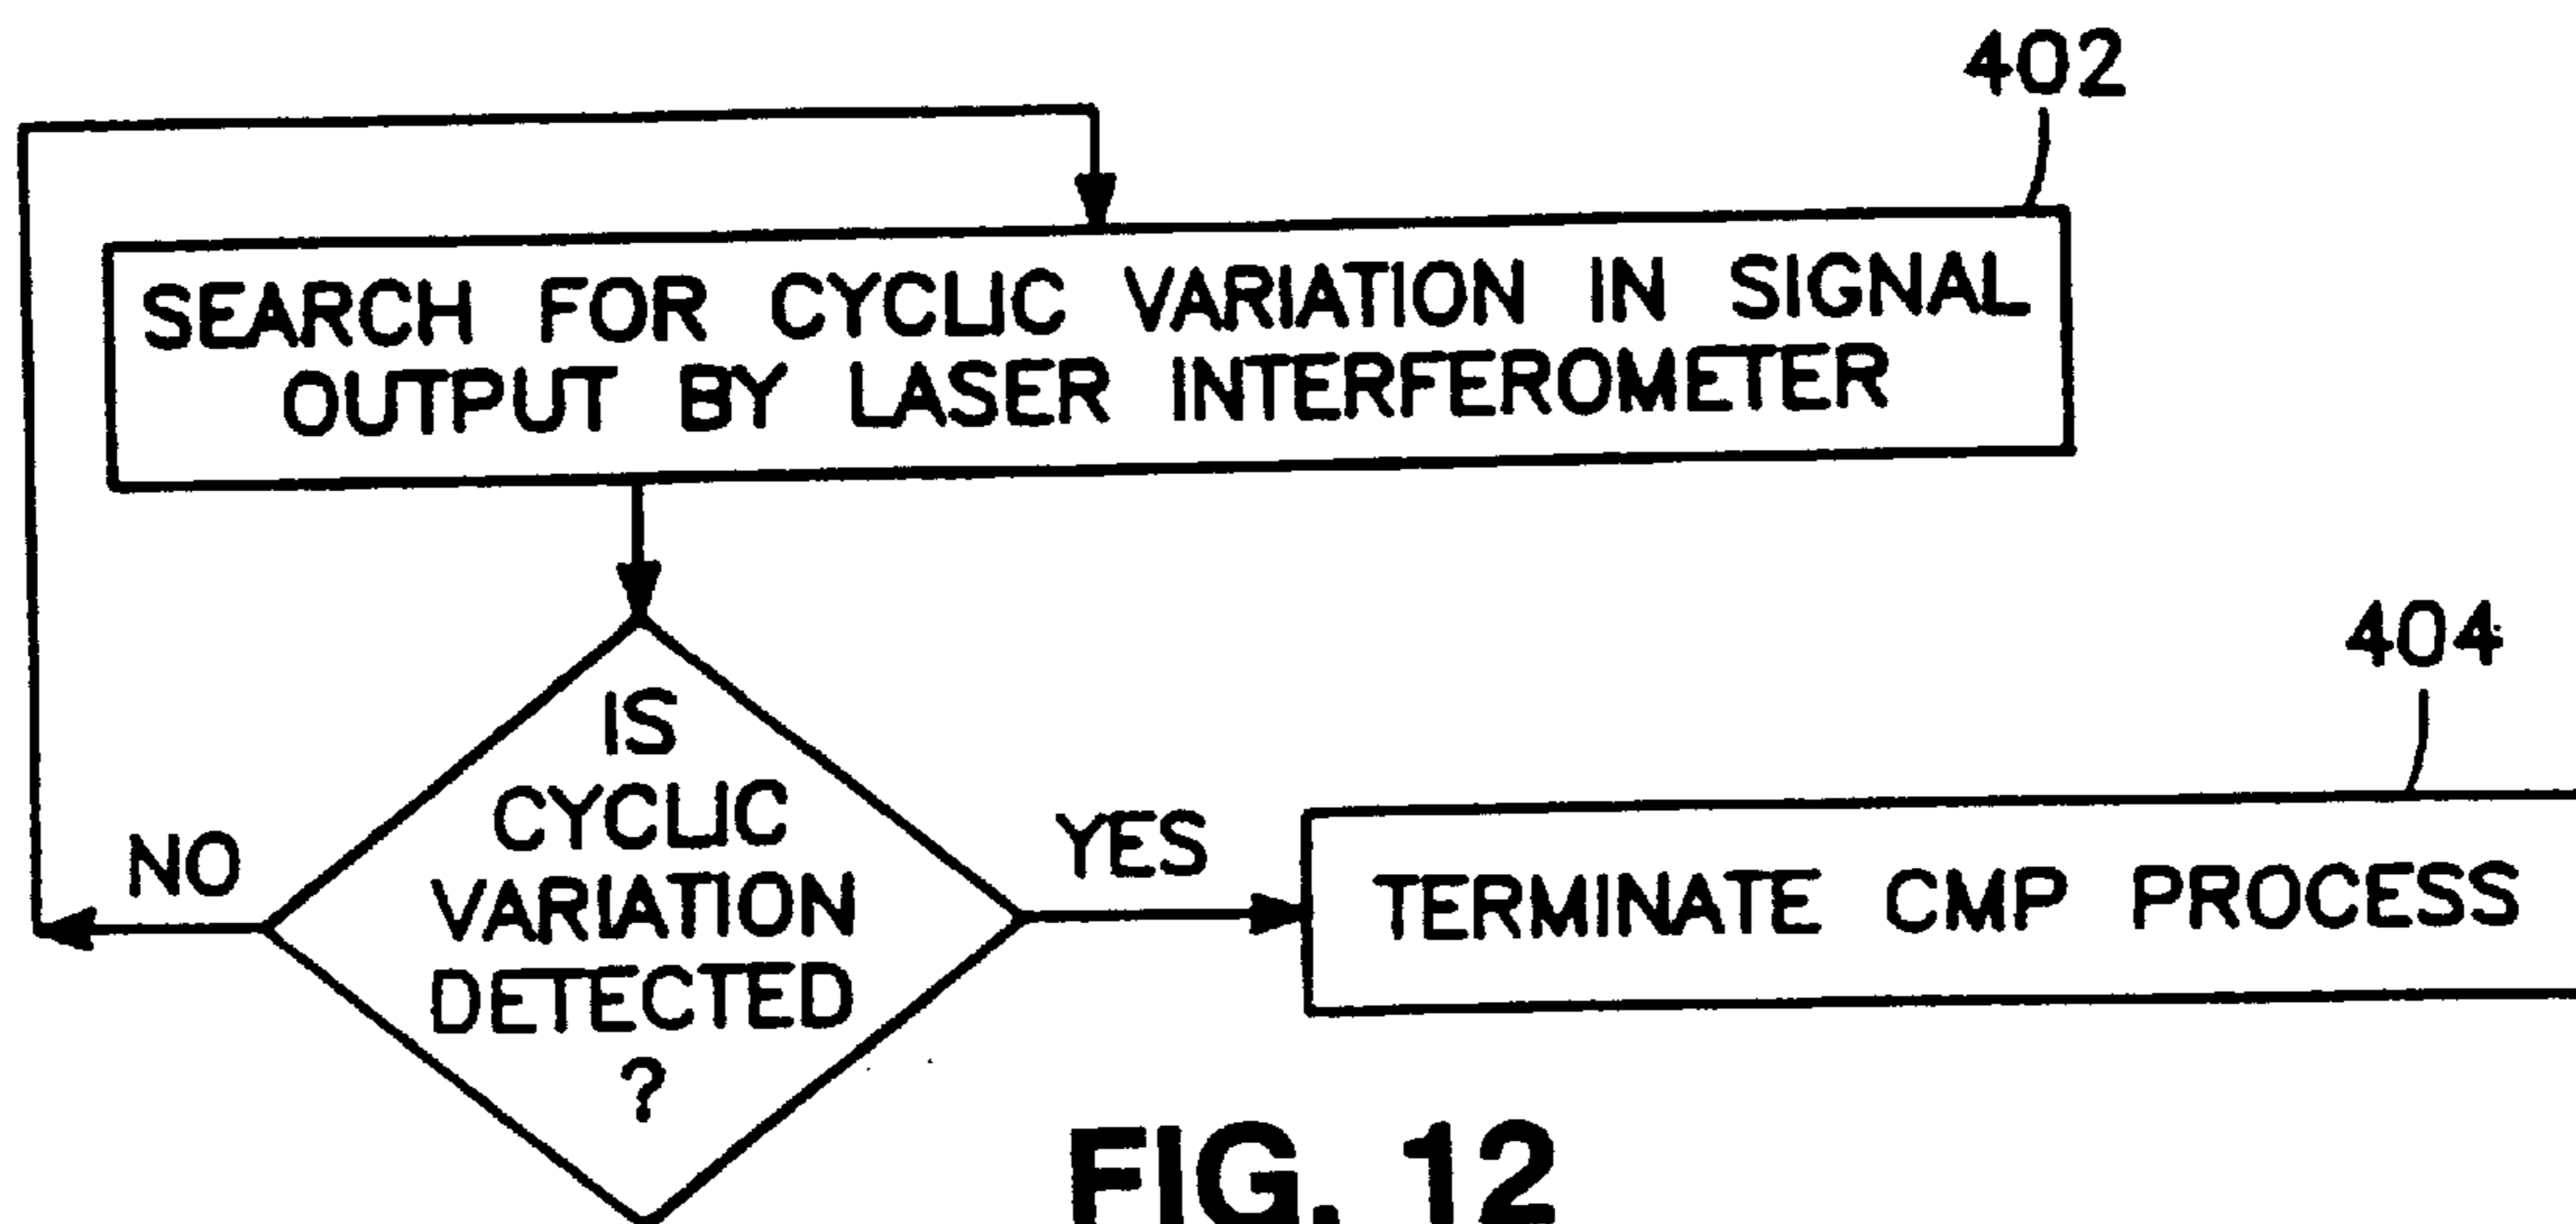 402
SEARCH FOR CYCLIC VARIATION IN SIGNAL
OUTPUT BY LASER INTERFEROMETER
404
IS
CYCLIC
VARIATION
DETECTED
?
NO
YES
TERMINATE CMP PROCESS
FIG. 12